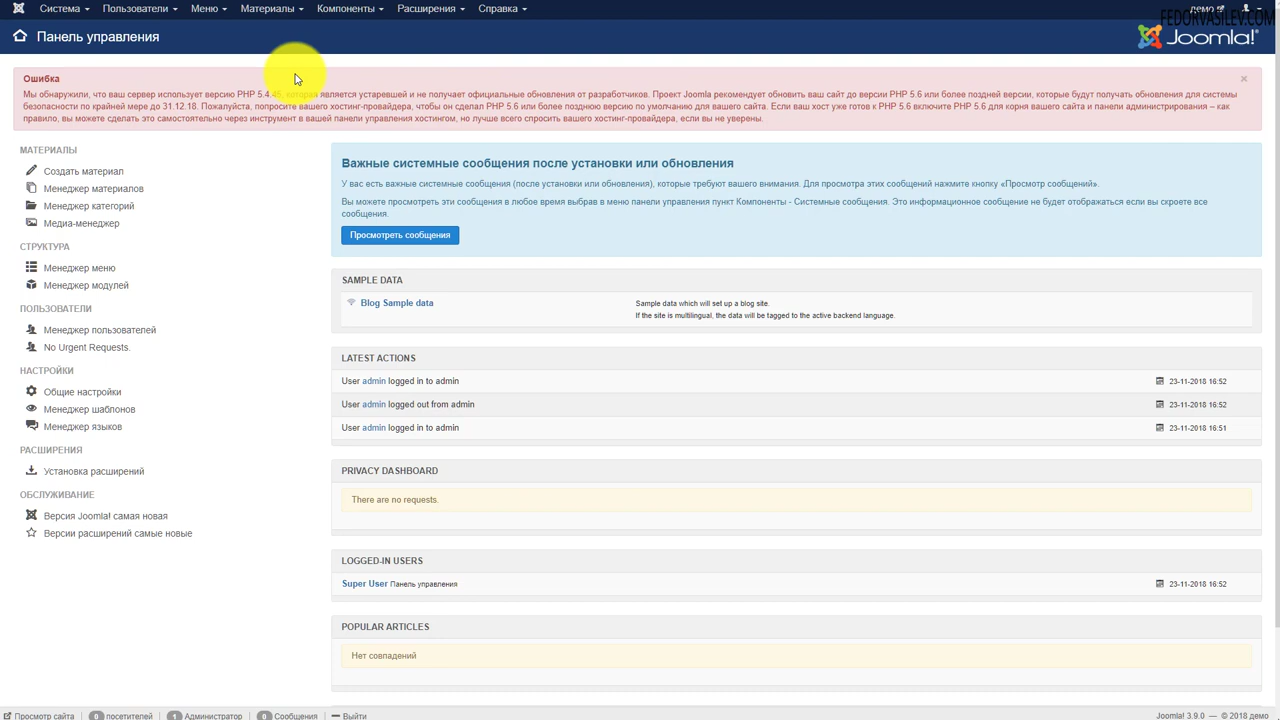 Система Пользователи Меню Материалы Компоненты Расширения Справка демо
FEDORVASILEV.COM
Панель управления
Joomla!
Ошибка
Мы обнаружили, что ваш сервер использует версию PHP 5.4.45, которая является устаревшей и не получает официальные обновления от разработчиков. Проект Joomla рекомендует обновить ваш сайт до версии PHP 5.6 или более поздней версии, которые будут получать обновления для системы
безопасности по крайней мере до 31.12.18. Пожалуйста, попросите вашего хостинг-провайдера, чтобы он сделал PHP 5.6 или более позднюю версию по умолчанию для вашего сайта. Если ваш хост уже готов к PHP 5.6 включите PHP 5.6 для корня вашего сайта и панели администрирования – как
правило, вы можете сделать это самостоятельно через инструмент в вашей панели управления хостингом, но лучше всего спросить вашего хостинг-провайдера, если вы не уверены.
МАТЕРИАЛЫ
Создать материал
Менеджер материалов
Менеджер категорий
Медиа-менеджер
СТРУКТУРА
Менеджер меню
Менеджер модулей
ПОЛЬЗОВАТЕЛИ
Менеджер пользователей
No Urgent Requests.
НАСТРОЙКИ
Общие настройки
Менеджер шаблонов
Менеджер языков
РАСШИРЕНИЯ
Установка расширений
ОБСЛУЖИВАНИЕ
Версия Joomla! самая новая
Версии расширений самые новые
Важные системные сообщения после установки или обновления
У вас есть важные системные сообщения (после установки или обновления), которые требуют вашего внимания. Для просмотра этих сообщений нажмите кнопку «Просмотр сообщений».
Вы можете просмотреть эти сообщения в любое время выбрав в меню панели управления пункт Компоненты - Системные сообщения. Это информационное сообщение не будет отображаться если вы скроете все
сообщения.
Просмотреть сообщения
SAMPLE DATA
Blog Sample data
Sample data which will set up a blog site.
If the site is multilingual, the data will be tagged to the active backend language.
LATEST ACTIONS
User admin logged in to admin 23-11-2018 16:52
User admin logged out from admin 23-11-2018 16:52
User admin logged in to admin 23-11-2018 16:51
PRIVACY DASHBOARD
There are no requests.
LOGGED-IN USERS
Super User Панель управления 23-11-2018 16:52
POPULAR ARTICLES
Нет совпадений
Просмотр сайта 0 посетителей 1 Администратор 0 Сообщения Выйти Joomla! 3.9.0 — © 2018 демо